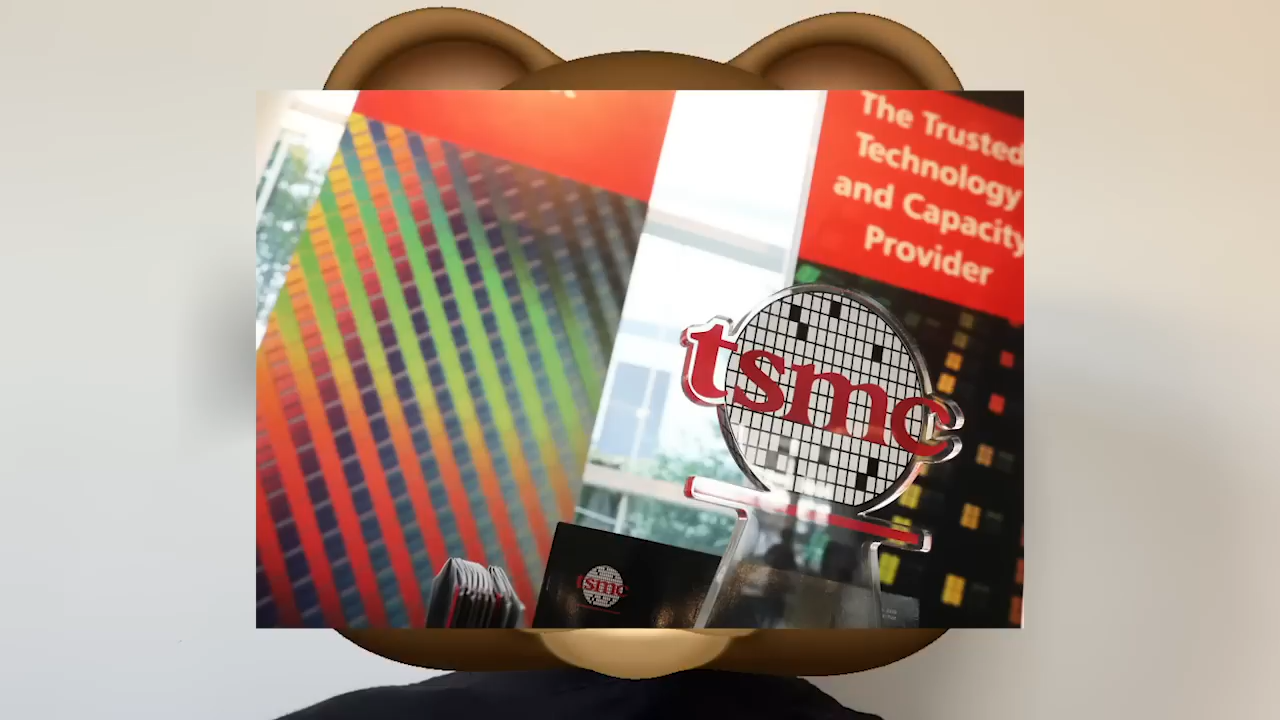 The Trusted
Technology
and Capacity
Provider
tsmc
tsmc